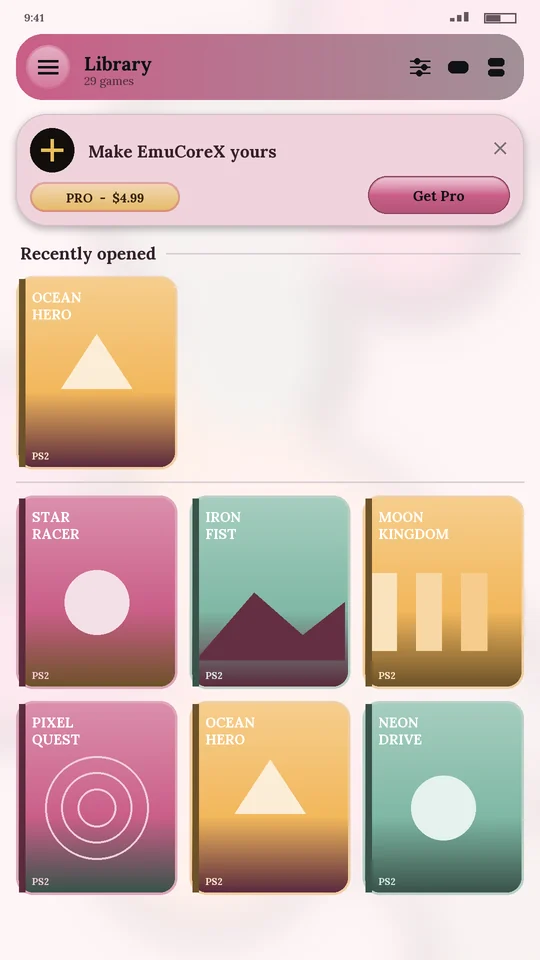 9:41
Library
29 games
Make EmuCoreX yours
PRO - $4.99
Get Pro
Recently opened
OCEAN
HERO
PS2
STAR
RACER
PS2
IRON
FIST
PS2
MOON
KINGDOM
PS2
PIXEL
QUEST
PS2
OCEAN
HERO
PS2
NEON
DRIVE
PS2